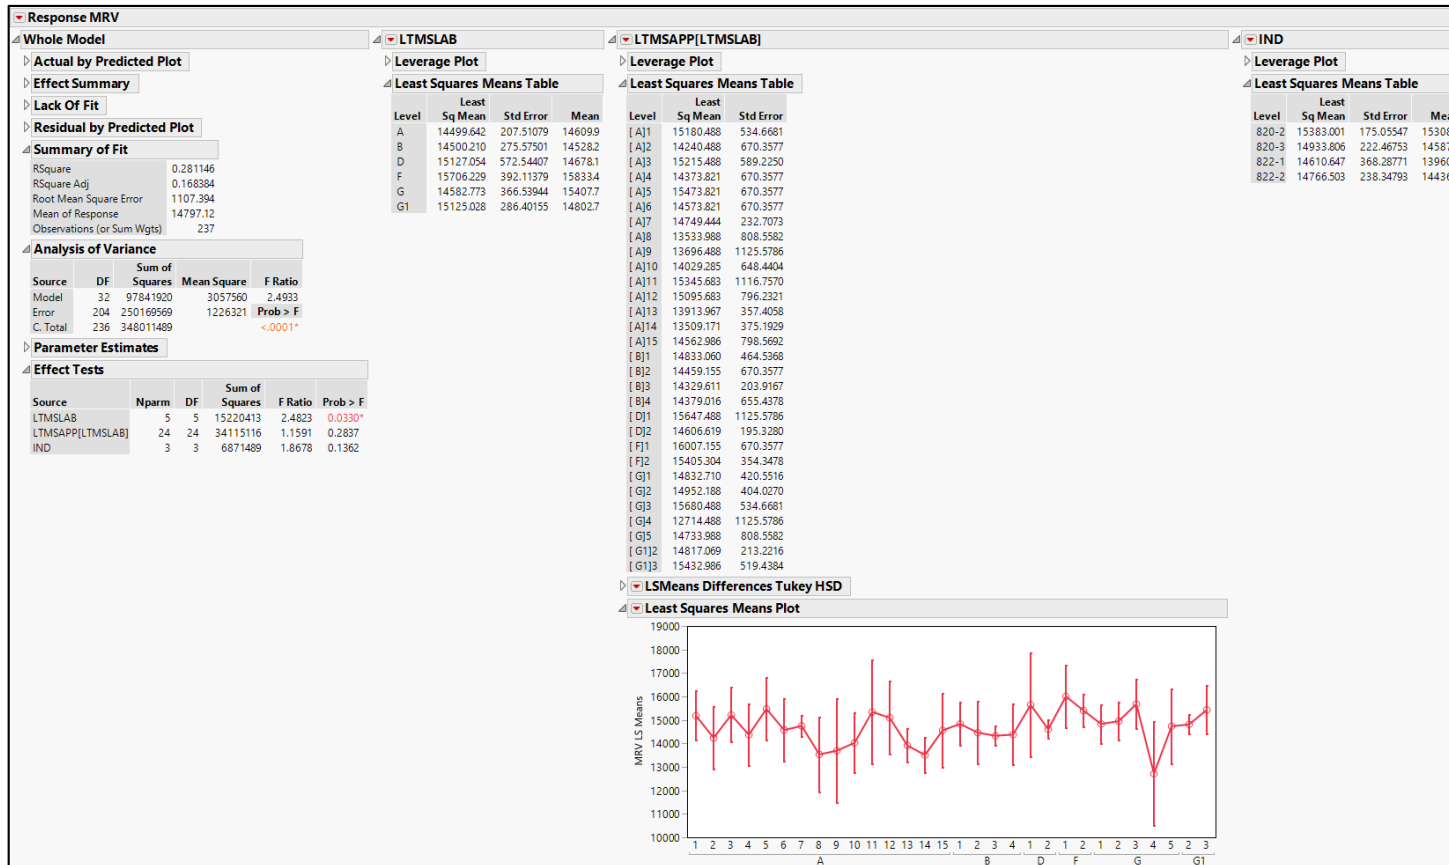 Response MRV
Whole Model
Actual by Predicted Plot
Effect Summary
Lack Of Fit
Residual by Predicted Plot
Summary of Fit
RSquare 0.281146
RSquare Adj 0.168384
Root Mean Square Error 1107.394
Mean of Response 14797.12
Observations (or Sum Wgts) 237
Analysis of Variance
Sum of
Source DF Squares Mean Square F Ratio
Model 32 97841920 3057560 2.4933
Error 204 250169569 1226321 Prob > F
C. Total 236 348011489 <.0001*
Parameter Estimates
Effect Tests
Sum of
Source Nparm DF Squares F Ratio Prob > F
LTMSLAB 5 5 15220413 2.4823 0.0330*
LTMSAPP[LTMSLAB] 24 24 34115116 1.1591 0.2837
IND 3 3 6871489 1.8678 0.1362
LTMSLAB
Leverage Plot
Least Squares Means Table
Least
Level Sq Mean Std Error Mean
A 14499.642 207.51079 14609.9
B 14500.210 275.57501 14528.2
D 15127.054 572.54407 14678.1
F 15706.229 392.11379 15833.4
G 14582.773 366.53944 15407.7
G1 15125.028 286.40155 14802.7
LTMSAPP[LTMSLAB]
Leverage Plot
Least Squares Means Table
Least
Level Sq Mean Std Error
[ A]1 15180.488 534.6681
[ A]2 14240.488 670.3577
[ A]3 15215.488 589.2250
[ A]4 14373.821 670.3577
[ A]5 15473.821 670.3577
[ A]6 14573.821 670.3577
[ A]7 14749.444 232.7073
[ A]8 13533.988 808.5582
[ A]9 13696.488 1125.5786
[ A]10 14029.285 648.4404
[ A]11 15345.683 1116.7570
[ A]12 15095.683 796.2321
[ A]13 13913.967 357.4058
[ A]14 13509.171 375.1929
[ A]15 14562.986 798.5692
[ B]1 14833.060 464.5368
[ B]2 14459.155 670.3577
[ B]3 14329.611 203.9167
[ B]4 14379.016 655.4378
[ D]1 15647.488 1125.5786
[ D]2 14606.619 195.3280
[ F]1 16007.155 670.3577
[ F]2 15405.304 354.3478
[ G]1 14832.710 420.5516
[ G]2 14952.188 404.0270
[ G]3 15680.488 534.6681
[ G]4 12714.488 1125.5786
[ G]5 14733.988 808.5582
[ G1]2 14817.069 213.2216
[ G1]3 15432.986 519.4384
LSMeans Differences Tukey HSD
Least Squares Means Plot
MRV LS Means
19000
18000
17000
16000
15000
14000
13000
12000
11000
10000
1 2 3 4 5 6 7 8 9 10 11 12 13 14 15 1 2 3 4 1 2 1 2 1 2 3 4 5 2 3
A B D F G G1
IND
Leverage Plot
Least Squares Means Table
Least
Level Sq Mean Std Error
820-2 15383.001 175.05547 15308
820-3 14933.806 222.46753 14587
822-1 14610.647 368.28771 13960
822-2 14766.503 238.34793 14436